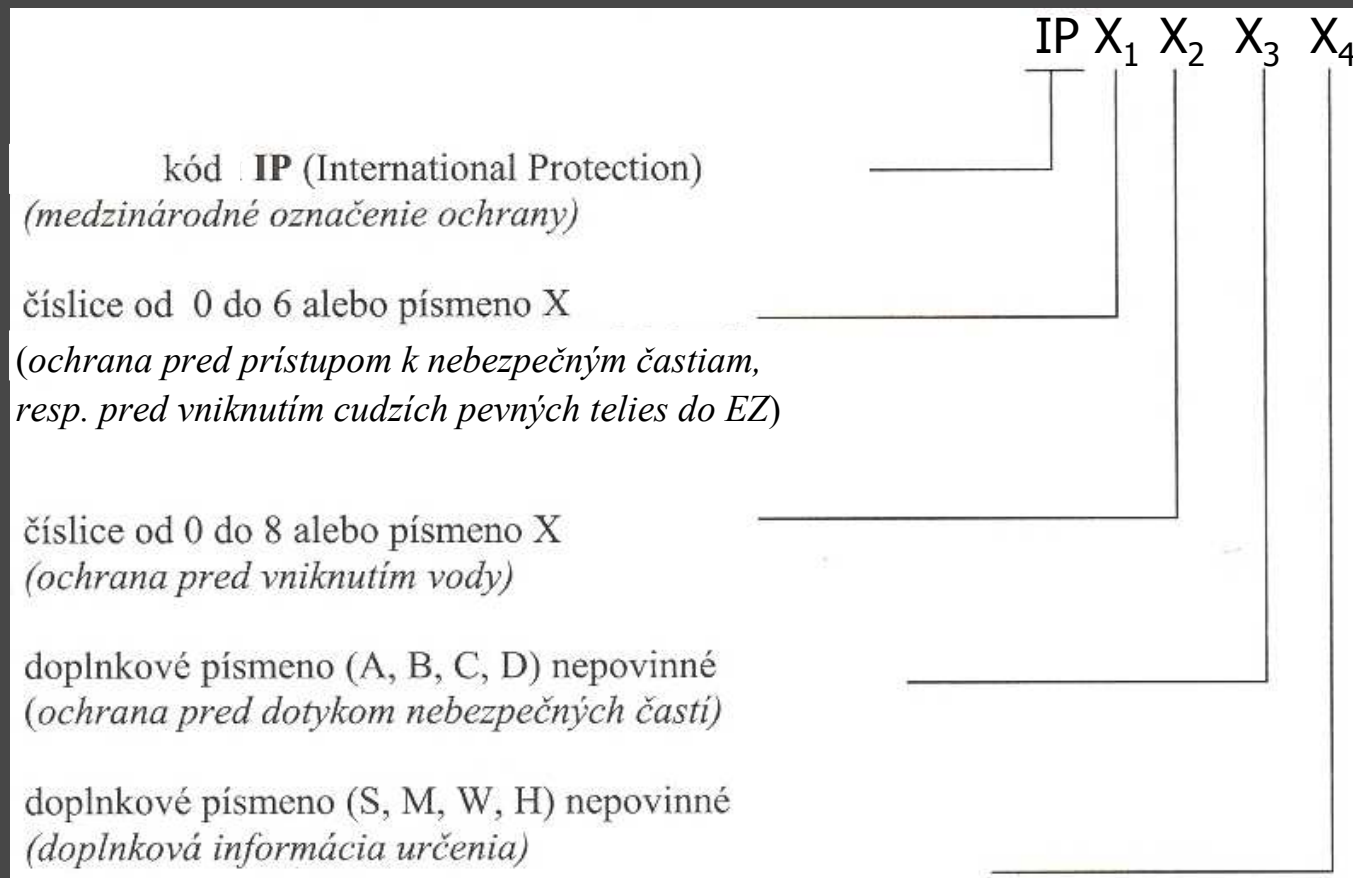 IP X₁ X₂ X₃ X₄
kód IP (International Protection)
(medzinárodné označenie ochrany)
číslice od 0 do 6 alebo písmeno X
(ochrana pred prístupom k nebezpečným častiam,
resp. pred vniknutím cudzích pevných telies do EZ)
číslice od 0 do 8 alebo písmeno X
(ochrana pred vniknutím vody)
doplnkové písmeno (A, B, C, D) nepovinné
(ochrana pred dotykom nebezpečných častí)
doplnkové písmeno (S, M, W, H) nepovinné
(doplnková informácia určenia)